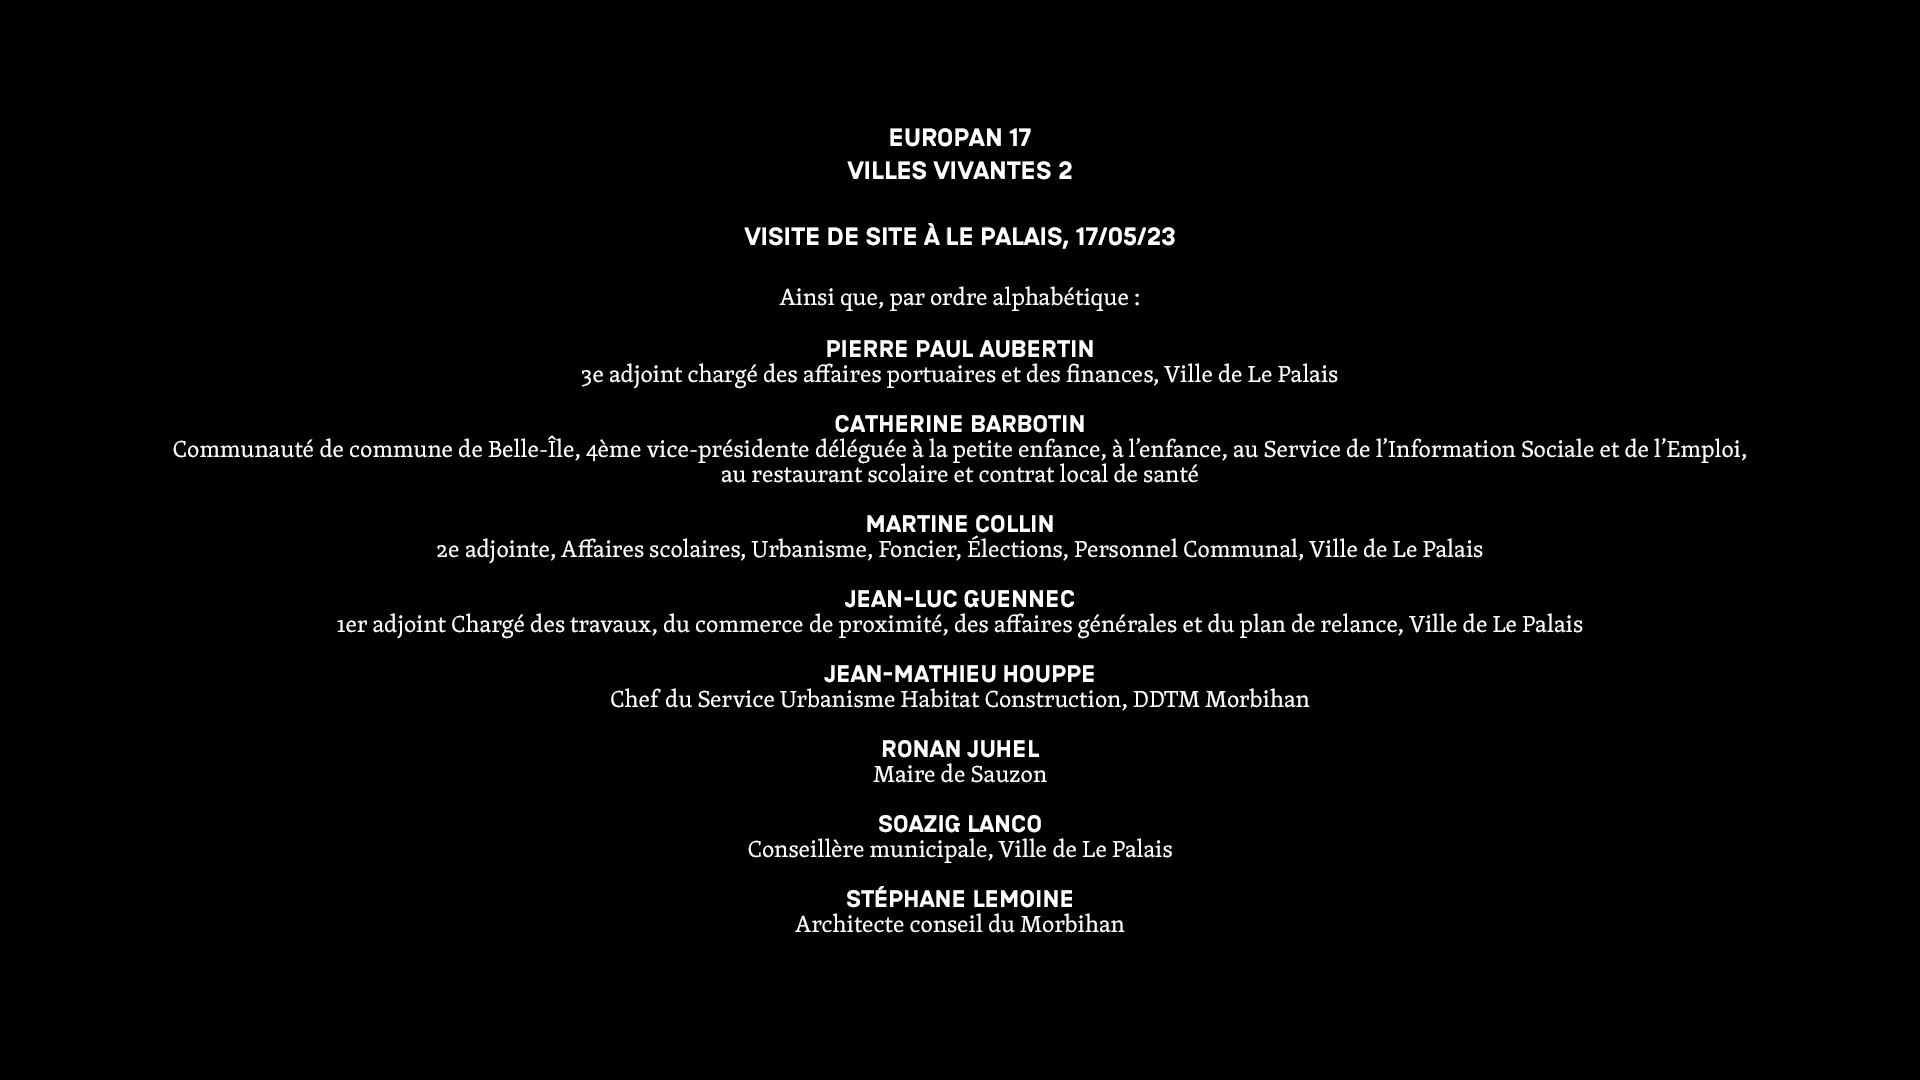 EUROPAN 17
VILLES VIVANTES 2
VISITE DE SITE À LE PALAIS, 17/05/23
Ainsi que, par ordre alphabétique :
PIERRE PAUL AUBERTIN
3e adjoint chargé des affaires portuaires et des finances, Ville de Le Palais
CATHERINE BARBOTIN
Communauté de commune de Belle-Île, 4ème vice-présidente déléguée à la petite enfance, à l’enfance, au Service de l’Information Sociale et de l’Emploi,
au restaurant scolaire et contrat local de santé
MARTINE COLLIN
2e adjointe, Affaires scolaires, Urbanisme, Foncier, Élections, Personnel Communal, Ville de Le Palais
JEAN-LUC GUENNEC
1er adjoint Chargé des travaux, du commerce de proximité, des affaires générales et du plan de relance, Ville de Le Palais
JEAN-MATHIEU HOUPPE
Chef du Service Urbanisme Habitat Construction, DDTM Morbihan
RONAN JUHEL
Maire de Sauzon
SOAZIG LANCO
Conseillère municipale, Ville de Le Palais
STÉPHANE LEMOINE
Architecte conseil du Morbihan